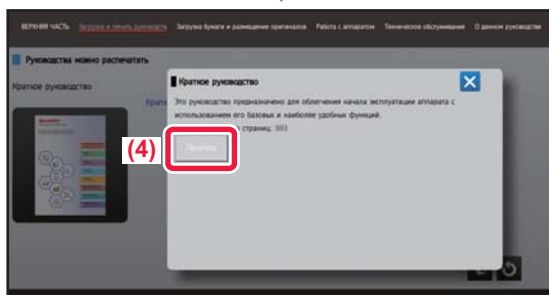 ВЕРХНЯЯ ЧАСТЬ Загрузка и печать руководств Загрузка бумаги и размещение оригиналов Работа с аппаратом Техническое обслуживание О данном руководстве
Руководства можно распечатать
Краткое руководство
Краткое руководство
Это руководство предназначено для облегчения начала эксплуатации аппарата с
использованием его базовых и наиболее удобных функций.
страниц:
(4)
Печатать